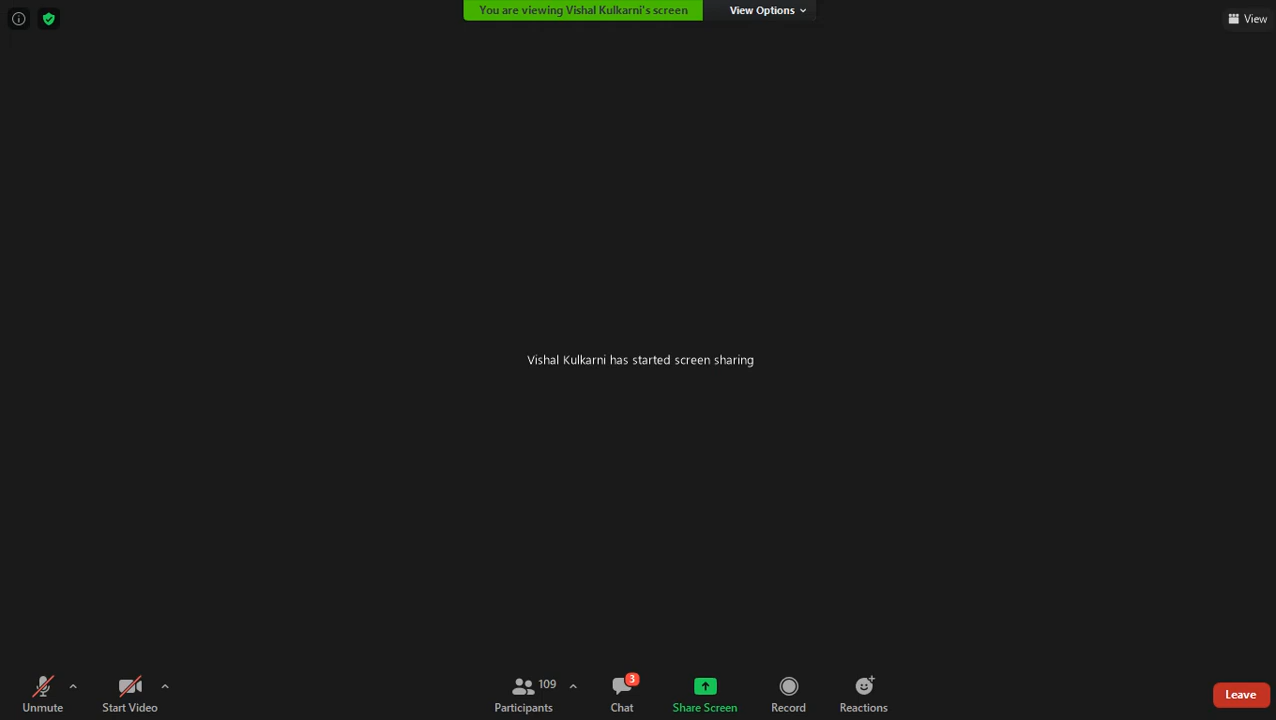 You are viewing Vishal Kulkarni's screen
View Options
View
Vishal Kulkarni has started screen sharing
Unmute
Start Video
109
Participants
3
Chat
Share Screen
Record
Reactions
Leave